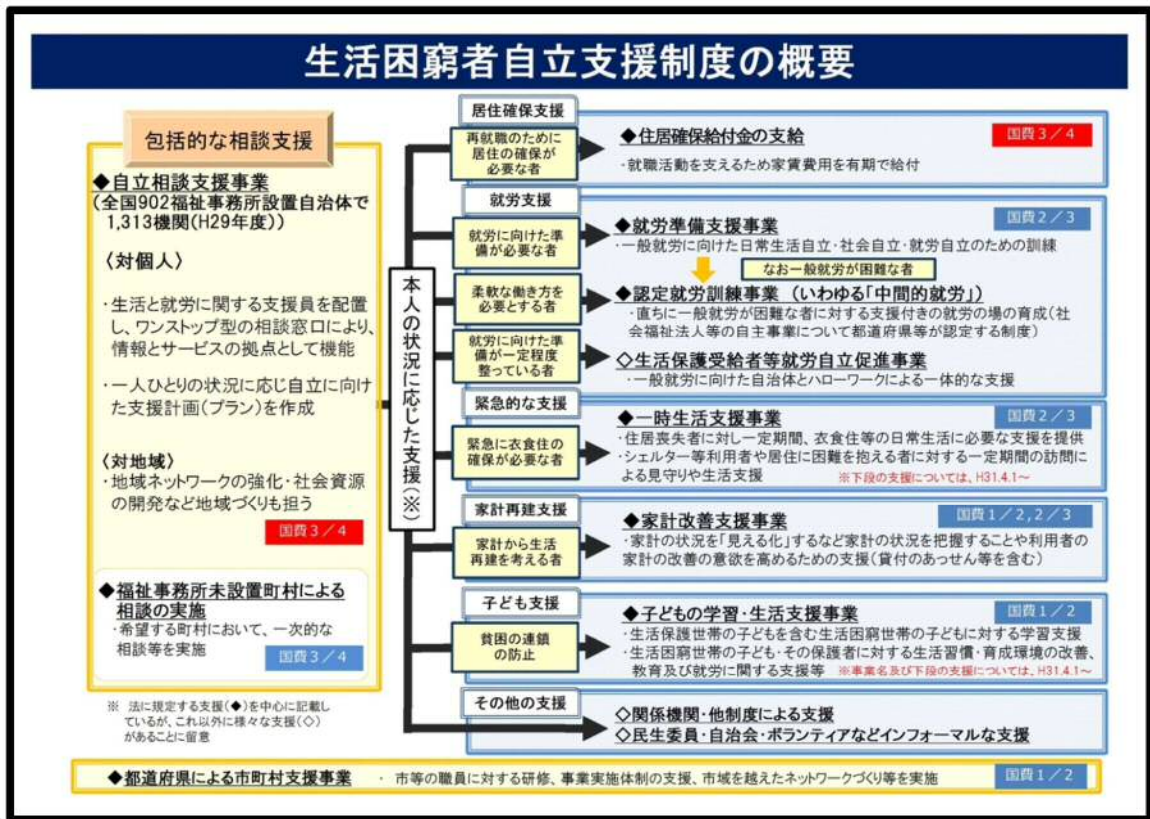 生活困窮者自立支援制度の概要
包括的な相談支援
◆自立相談支援事業
(全国902福祉事務所設置自治体で
1,313機関(H29年度))
〈対個人〉
・生活と就労に関する支援員を配置
し、ワンストップ型の相談窓口により、
情報とサービスの拠点として機能
・一人ひとりの状況に応じ自立に向け
た支援計画(プラン)を作成
〈対地域〉
・地域ネットワークの強化・社会資源
の開発など地域づくりも担う
国費3/4
◆福祉事務所未設置町村による
相談の実施
・希望する町村において、一次的な
相談等を実施
国費3/4
※ 法に規定する支援(◆)を中心に記載し
ているが、これ以外に様々な支援(◇)
があることに留意
本人の状況に応じた支援(※)
居住確保支援
再就職のために
居住の確保が
必要な者
◆住居確保給付金の支給
国費3/4
・就職活動を支えるため家賃費用を有期で給付
就労支援
就労に向けた準
備が必要な者
◆就労準備支援事業
国費2/3
・一般就労に向けた日常生活自立・社会自立・就労自立のための訓練
なお一般就労が困難な者
柔軟な働き方を
必要とする者
◆認定就労訓練事業 (いわゆる「中間的就労」)
・直ちに一般就労が困難な者に対する支援付きの就労の場の育成(社
会福祉法人等の自主事業について都道府県等が認定する制度)
就労に向けた準
備が一定程度
整っている者
◇生活保護受給者等就労自立促進事業
・一般就労に向けた自治体とハローワークによる一体的な支援
緊急的な支援
緊急に衣食住の
確保が必要な者
◆一時生活支援事業
国費2/3
・住居喪失者に対し一定期間、衣食住等の日常生活に必要な支援を提供
・シェルター等利用者や居住に困難を抱える者に対する一定期間の訪問に
よる見守りや生活支援
※下段の支援については、H31.4.1~
家計再建支援
家計から生活
再建を考える者
◆家計改善支援事業
国費1/2,2/3
・家計の状況を「見える化」するなど家計の状況を把握することや利用者の
家計の改善の意欲を高めるための支援(貸付のあっせん等を含む)
子ども支援
貧困の連鎖
の防止
◆子どもの学習・生活支援事業
国費1/2
・生活保護世帯の子どもを含む生活困窮世帯の子どもに対する学習支援
・生活困窮世帯の子ども・その保護者に対する生活習慣・育成環境の改善、
教育及び就労に関する支援等
※事業名及び下段の支援については、H31.4.1~
その他の支援
◇関係機関・他制度による支援
◇民生委員・自治会・ボランティアなどインフォーマルな支援
◆都道府県による市町村支援事業
・ 市等の職員に対する研修、事業実施体制の支援、市域を越えたネットワークづくり等を実施
国費1/2